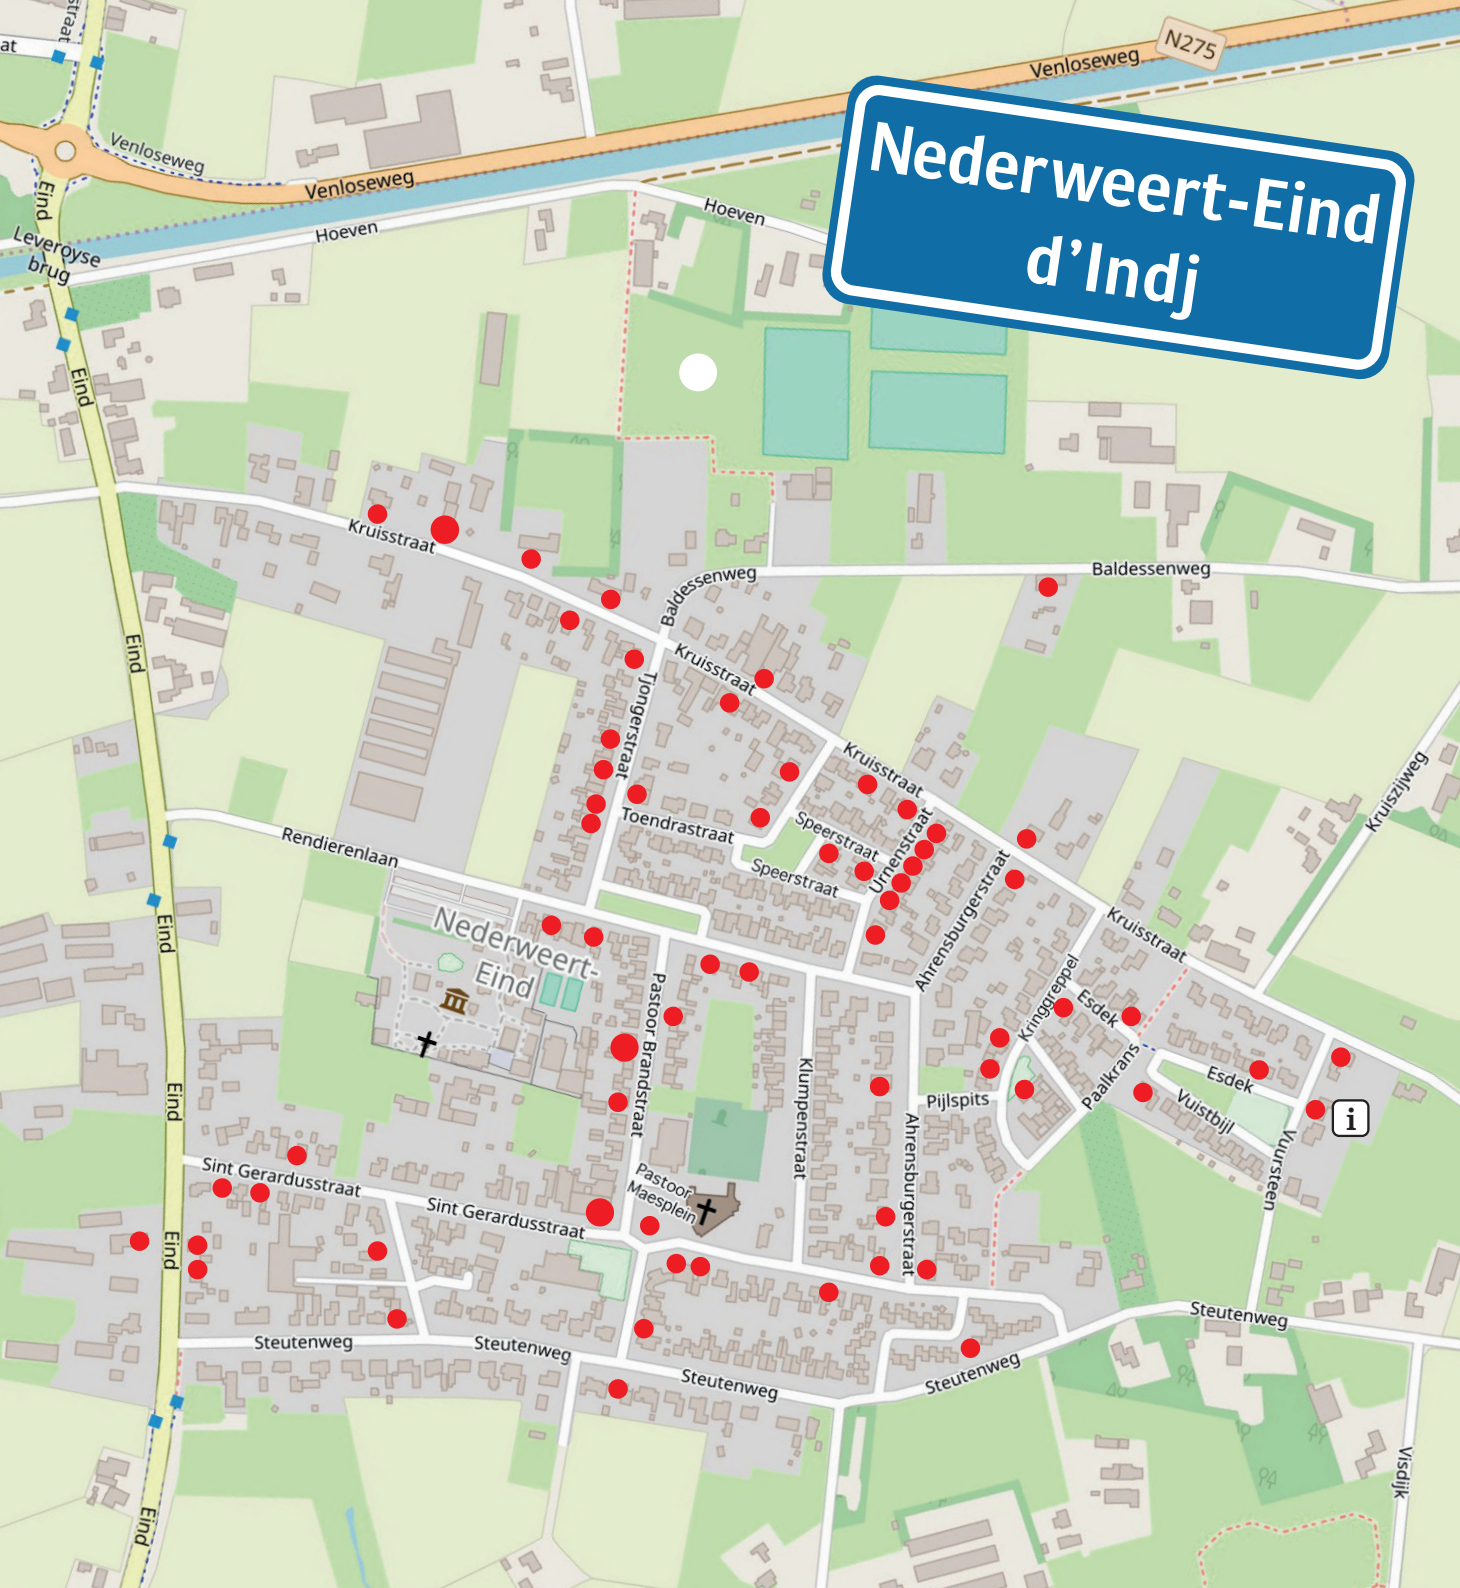 straat
at
N275
Venloseweg
Venloseweg
Venloseweg
Nederweert-Eind
d'Indj
Eind
Hoeven
Hoeven
Leveroyse
brug
Eind
Kruisstraat
Baldessenweg
Baldessenweg
Eind
Kruisstraat
Tjongerstraat
Kruisstraat
Kruiszijweg
Toendrastraat
Speerstraat
Urnenstraat
Rendierenlaan
Speerstraat
Ahrensburgerstraat
Kruisstraat
Eind
Nederweert-
Eind
Kringgreppel
Esdek
Pastoor Brandstraat
Klumpenstraat
Paalkrans
Esdek
Eind
Pijlspits
Vuistbijl
i
Vuursteen
Ahrensburgerstraat
Sint Gerardusstraat
Pastoor
Maesplein
Sint Gerardusstraat
Eind
Steutenweg
Steutenweg
Steutenweg
Steutenweg
Steutenweg
Visdijk
Eind